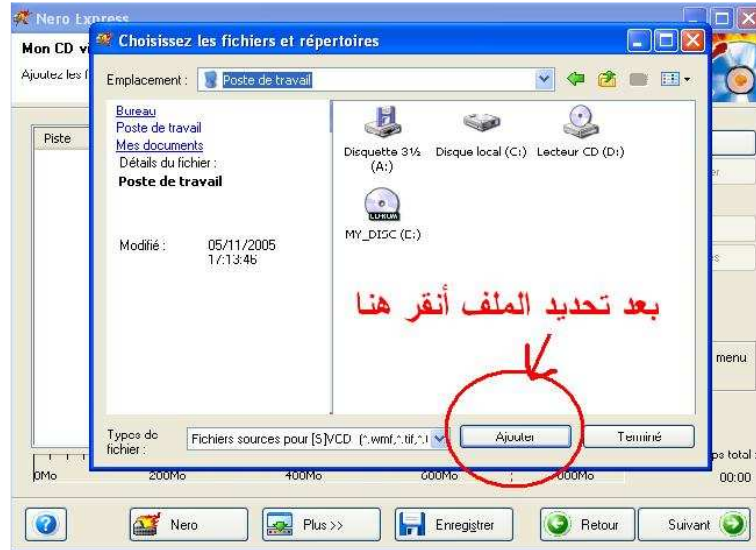 Nero Express
Choisissez les fichiers et répertoires
Mon CD vi
Ajoutez les f
Emplacement :
Poste de travail
Bureau
Poste de travail
Mes documents
Détails du fichier :
Poste de travail
Modifié :
05/11/2005
17:13:46
Disquette 3½ (A:)
Disque local (C:)
Lecteur CD (D:)
MY_DISC (E:)
Piste
بعد تحديد الملف أنقر هنا
menu
Types de fichier :
Fichiers sources pour [S]VCD (*.wmf,*.tif,*.
Ajouter
Terminé
ps total :
0Mo
200Mo
400Mo
600Mo
00:00
Nero
Plus >>
Enregistrer
Retour
Suivant